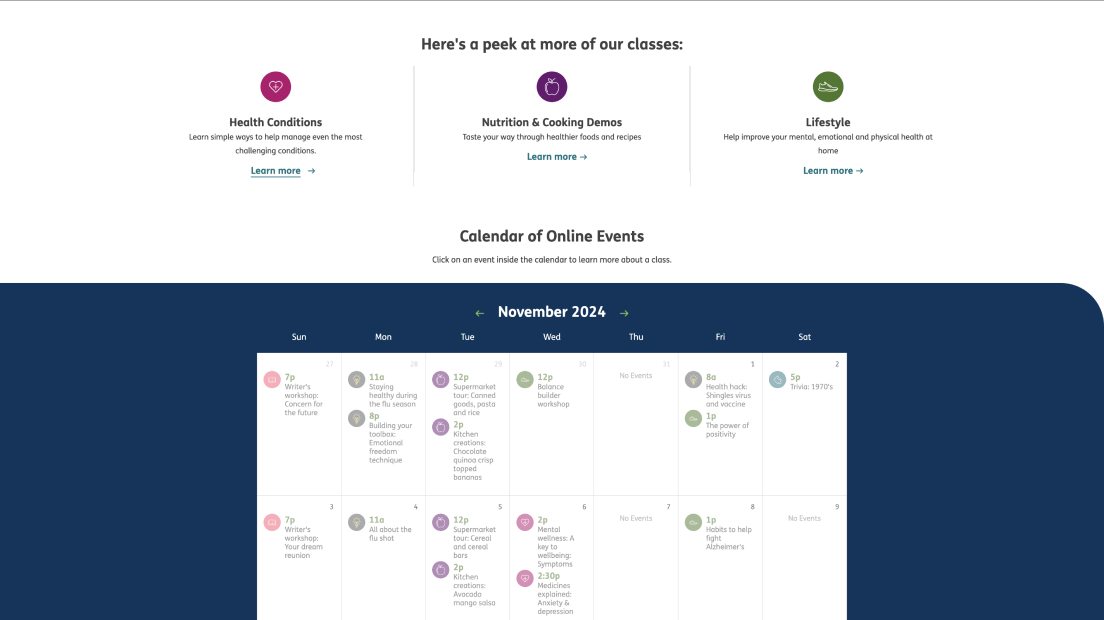 Here's a peek at more of our classes:
Health Conditions
Learn simple ways to help manage even the most
challenging conditions.
Learn more →
Nutrition & Cooking Demos
Taste your way through healthier foods and recipes
Learn more →
Lifestyle
Help improve your mental, emotional and physical health at
home
Learn more →
Calendar of Online Events
Click on an event inside the calendar to learn more about a class.
← November 2024 →
Sun Mon Tue Wed Thu Fri Sat
27
7p
Writer's
workshop:
Concern for
the future
28
11a
Staying
healthy during
the flu season
8p
Building your
toolbox:
Emotional
freedom
technique
29
12p
Supermarket
tour: Canned
goods, pasta
and rice
2p
Kitchen
creations:
Chocolate
quinoa crisp
topped
bananas
30
12p
Balance
builder
workshop
31
No Events
1
8a
Health hack:
Shingles virus
and vaccine
1p
The power of
positivity
2
5p
Trivia: 1970's
3
7p
Writer's
workshop:
Your dream
reunion
4
11a
All about the
flu shot
5
12p
Supermarket
tour: Cereal
and cereal
bars
2p
Kitchen
creations:
Avocado
mango salsa
6
2p
Mental
wellness: A
key to
wellbeing:
Symptoms
2:30p
Medicines
explained:
Anxiety &
depression
7
No Events
8
1p
Habits to help
fight
Alzheimer's
9
No Events